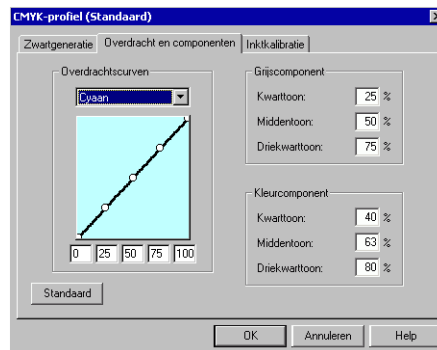 CMYK-profiel (Standaard)
Zwartgeneratie Overdracht en componenten Inktkalibratie
Overdrachtscurven
Cyaan
0 25 50 75 100
Standaard
Grijscomponent
Kwarttoon: 25 %
Middentoon: 50 %
Driekwarttoon: 75 %
Kleurcomponent
Kwarttoon: 40 %
Middentoon: 63 %
Driekwarttoon: 80 %
OK Annuleren Help